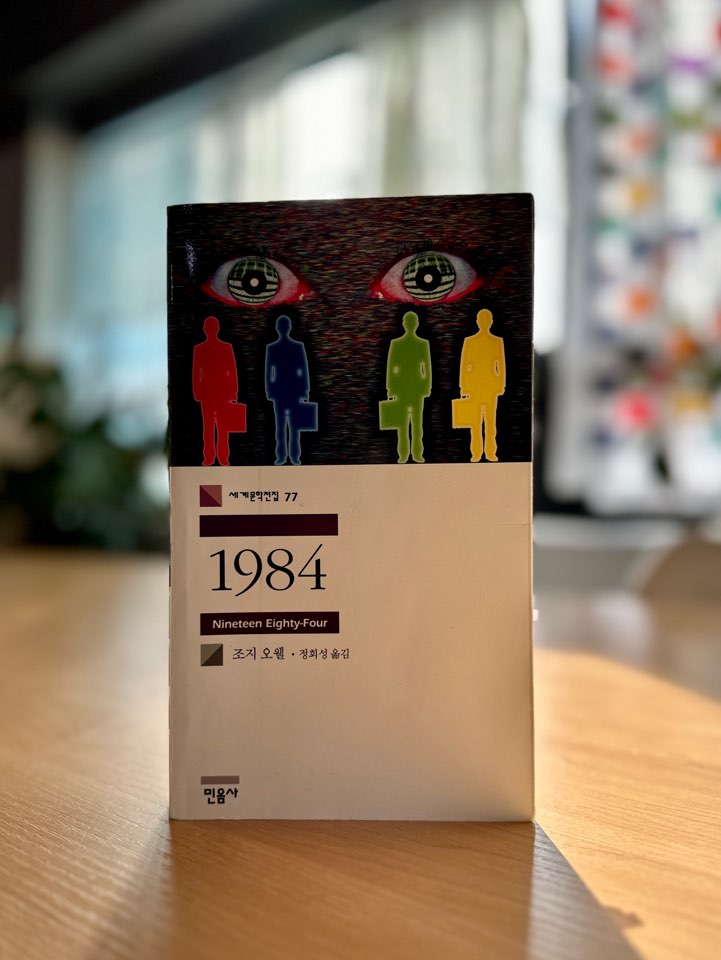 세계문학전집 77
1984
Nineteen Eighty-Four
조지 오웰 · 정회성 옮김
민음사